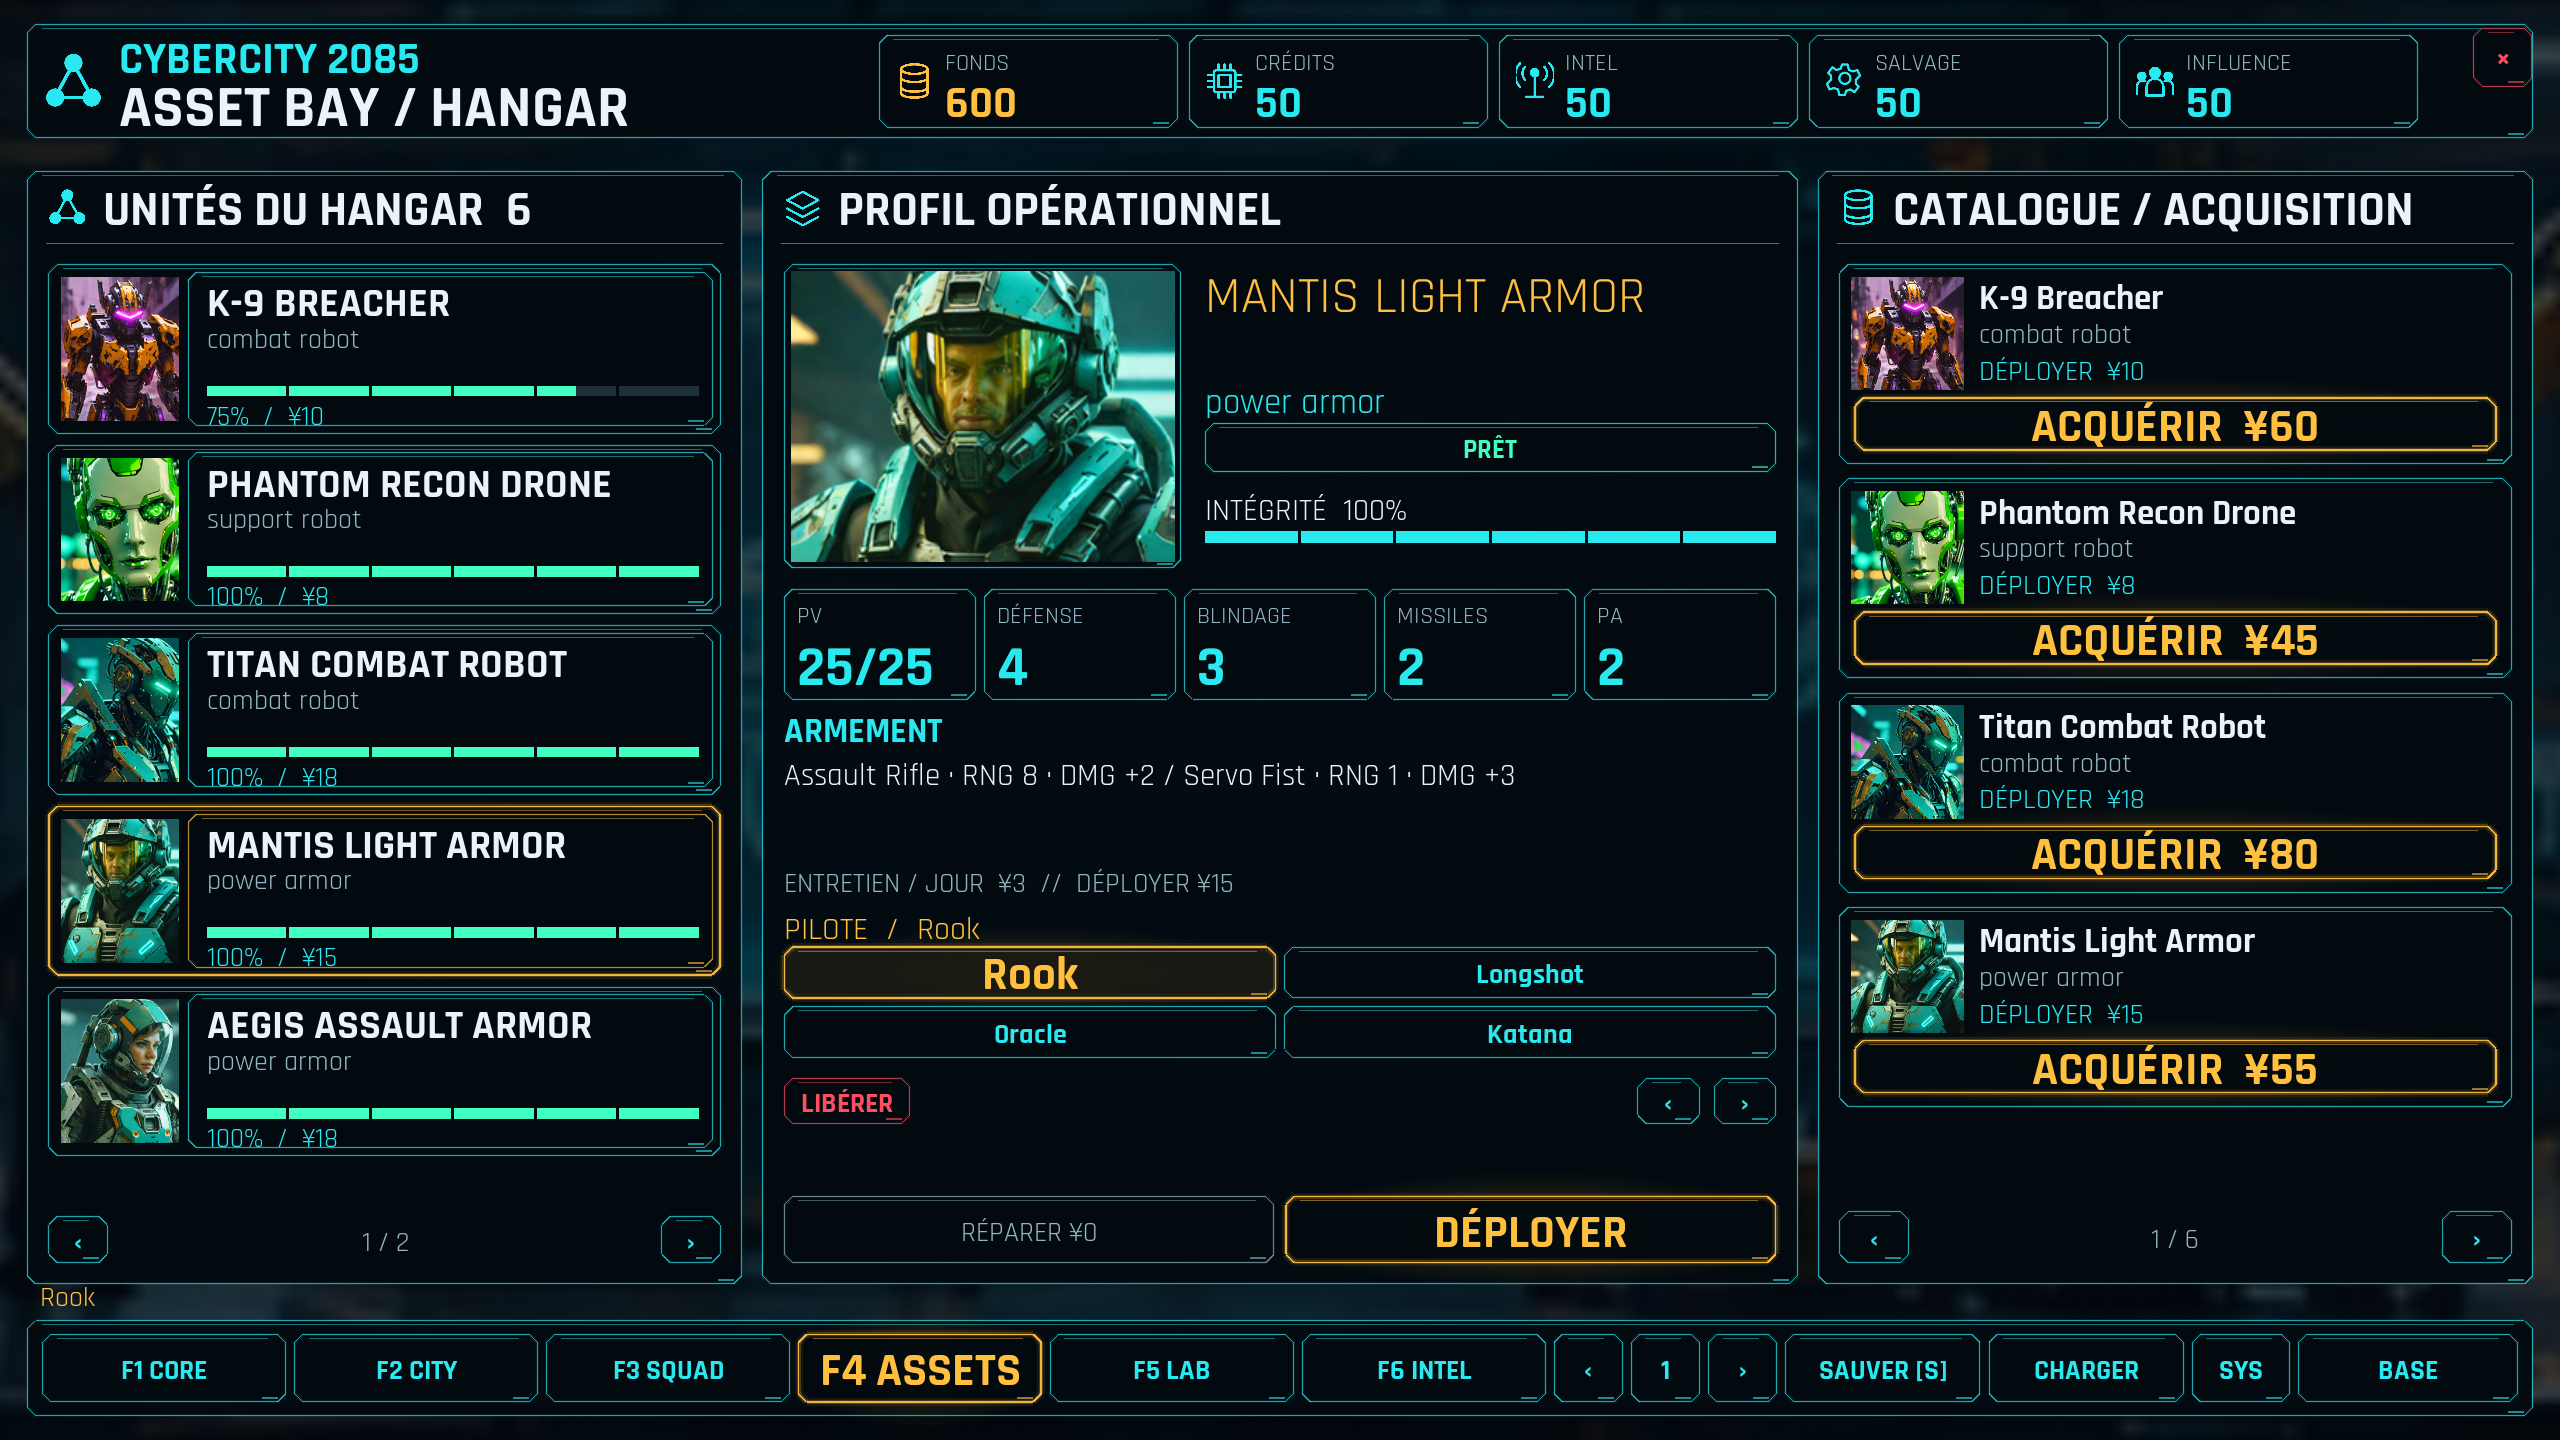 CYBERCITY 2085
ASSET BAY / HANGAR
FONDS
600
CRÉDITS
50
INTEL
50
SALVAGE
50
INFLUENCE
50
×
UNITÉS DU HANGAR 6
K-9 BREACHER
combat robot
75% / ¥10
PHANTOM RECON DRONE
support robot
100% / ¥8
TITAN COMBAT ROBOT
combat robot
100% / ¥18
MANTIS LIGHT ARMOR
power armor
100% / ¥15
AEGIS ASSAULT ARMOR
power armor
100% / ¥18
‹ 1 / 2 ›
PROFIL OPÉRATIONNEL
MANTIS LIGHT ARMOR
power armor
PRÊT
INTÉGRITÉ 100%
PV
25/25
DÉFENSE
4
BLINDAGE
3
MISSILES
2
PA
2
ARMEMENT
Assault Rifle · RNG 8 · DMG +2 / Servo Fist · RNG 1 · DMG +3
ENTRETIEN / JOUR ¥3 // DÉPLOYER ¥15
PILOTE / Rook
Rook
Longshot
Oracle
Katana
LIBÉRER
‹ ›
RÉPARER ¥0
DÉPLOYER
CATALOGUE / ACQUISITION
K-9 Breacher
combat robot
DÉPLOYER ¥10
ACQUÉRIR ¥60
Phantom Recon Drone
support robot
DÉPLOYER ¥8
ACQUÉRIR ¥45
Titan Combat Robot
combat robot
DÉPLOYER ¥18
ACQUÉRIR ¥80
Mantis Light Armor
power armor
DÉPLOYER ¥15
ACQUÉRIR ¥55
‹ 1 / 6 ›
Rook
F1 CORE
F2 CITY
F3 SQUAD
F4 ASSETS
F5 LAB
F6 INTEL
‹ 1 ›
SAUVER [S]
CHARGER
SYS
BASE